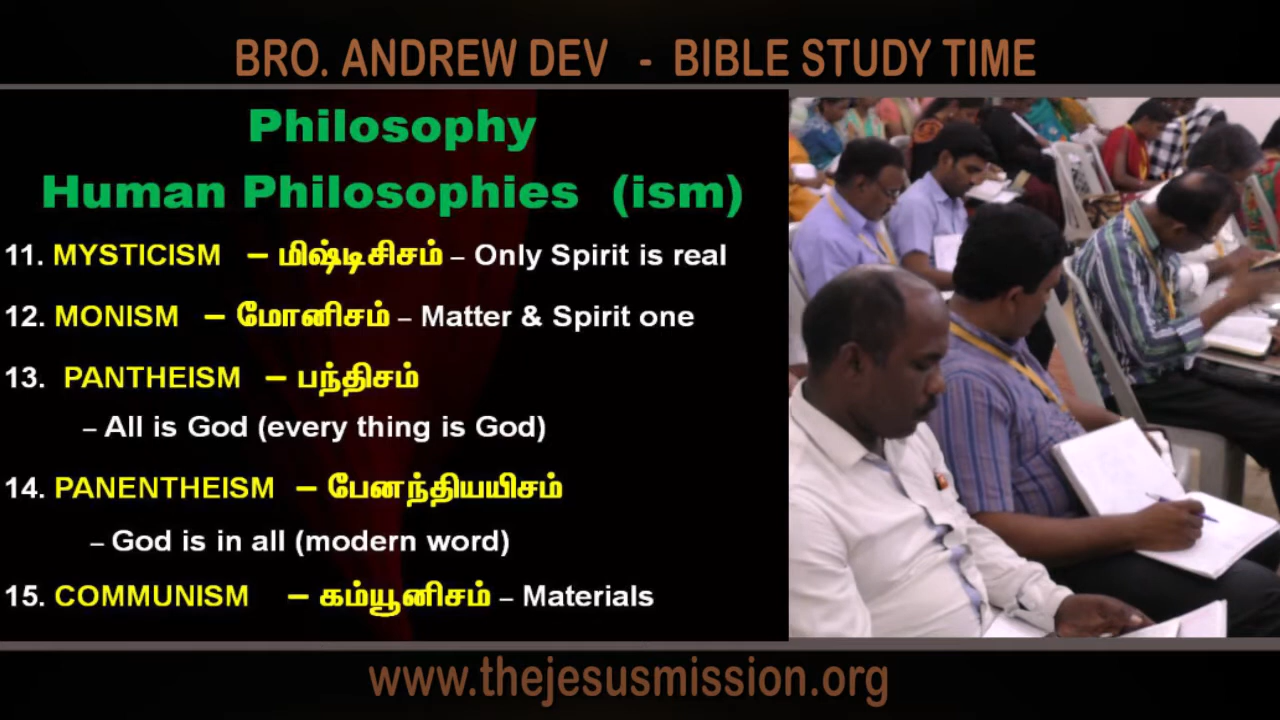 BRO. ANDREW DEV - BIBLE STUDY TIME
Philosophy
Human Philosophies (ism)
11. MYSTICISM – மிஷ்டிசிசம் – Only Spirit is real
12. MONISM – மோனிசம் – Matter & Spirit one
13. PANTHEISM – பந்திசம்
– All is God (every thing is God)
14. PANENTHEISM – பேனந்தியயிசம்
– God is in all (modern word)
15. COMMUNISM – கம்யூனிசம் – Materials
www.thejesusmission.org